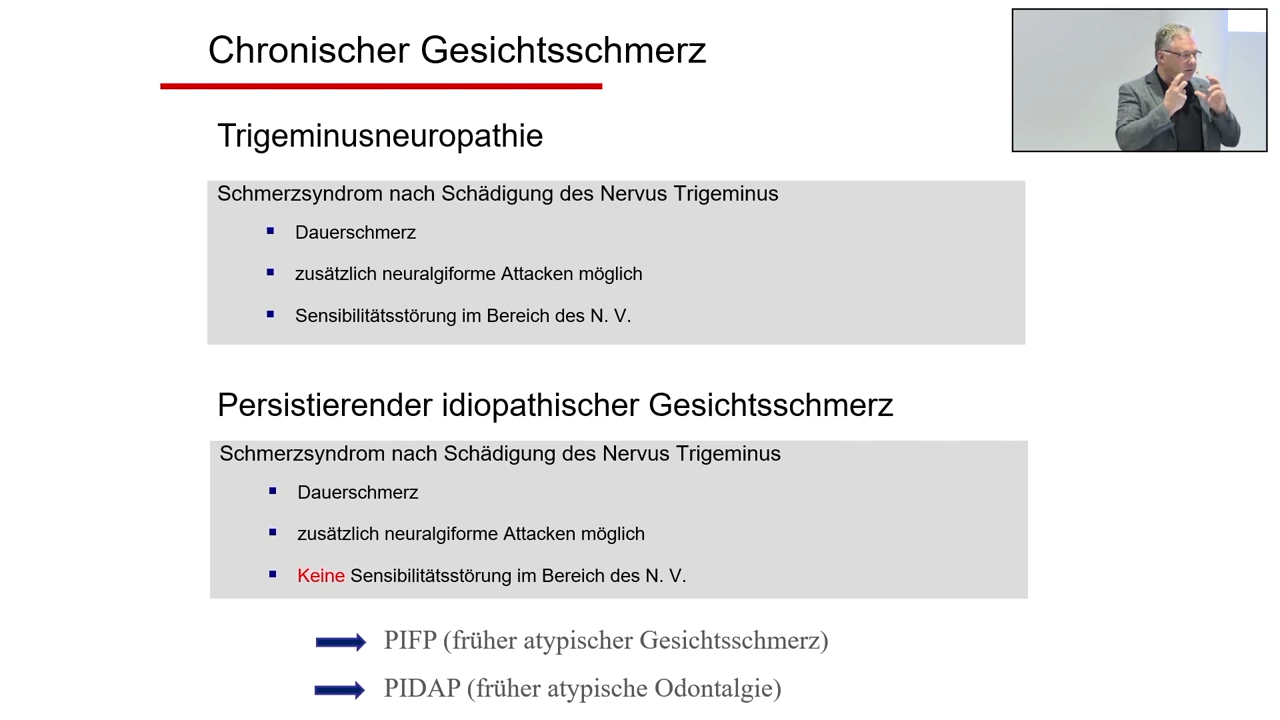 Chronischer Gesichtsschmerz
Trigeminusneuropathie
Schmerzsyndrom nach Schädigung des Nervus Trigeminus
Dauerschmerz
zusätzlich neuralgiforme Attacken möglich
Sensibilitätsstörung im Bereich des N. V.
Persistierender idiopathischer Gesichtsschmerz
Schmerzsyndrom nach Schädigung des Nervus Trigeminus
Dauerschmerz
zusätzlich neuralgiforme Attacken möglich
Keine Sensibilitätsstörung im Bereich des N. V.
PIFP (früher atypischer Gesichtsschmerz)
PIDAP (früher atypische Odontalgie)